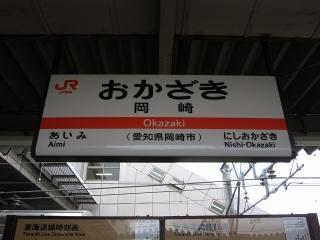 JR
おかざき
岡崎
Okazaki
あいみ
Aimi
(愛知県岡崎市)
にしおかざき
Nishi-Okazaki
東海道線時刻表